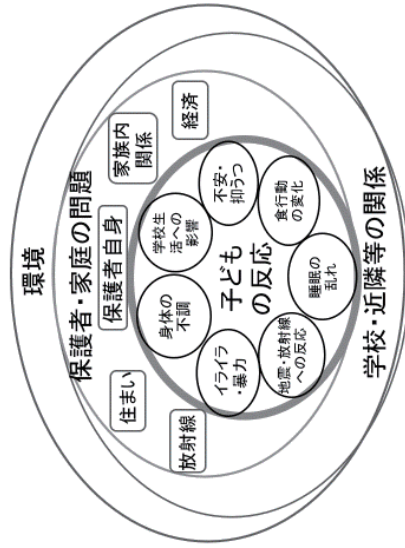 環境
保護者・家庭の問題
住まい
保護者自身
家族内
関係
放射線
経済
身体の
不調
学校生
活への
影響
イライラ
・暴力
子ども
の反応
不安・
抑うつ
地震・放射線
への反応
睡眠の
乱れ
食行動
の変化
学校・近隣等の関係